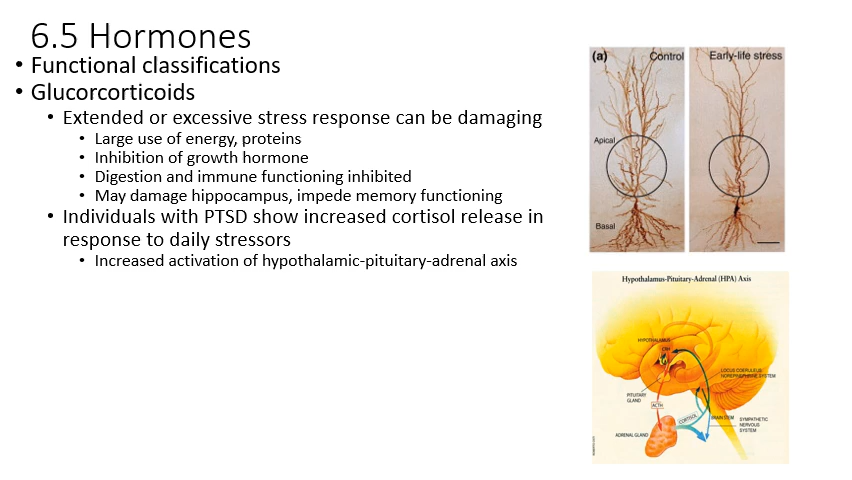 6.5 Hormones
• Functional classifications
• Glucorcorticoids
• Extended or excessive stress response can be damaging
• Large use of energy, proteins
• Inhibition of growth hormone
• Digestion and immune functioning inhibited
• May damage hippocampus, impede memory functioning
• Individuals with PTSD show increased cortisol release in
response to daily stressors
• Increased activation of hypothalamic-pituitary-adrenal axis
(a)
Control
Early-life stress
Apical
Basal
Hypothalamus-Pituitary-Adrenal (HPA) Axis
HYPOTHALAMUS
CRH
LOCUS COERULEUS
NOREPINEPHRINE SYSTEM
PITUITARY
GLAND
ACTH
CORTISOL
BRAIN STEM
SYMPATHETIC
NERVOUS
SYSTEM
ADRENAL GLAND